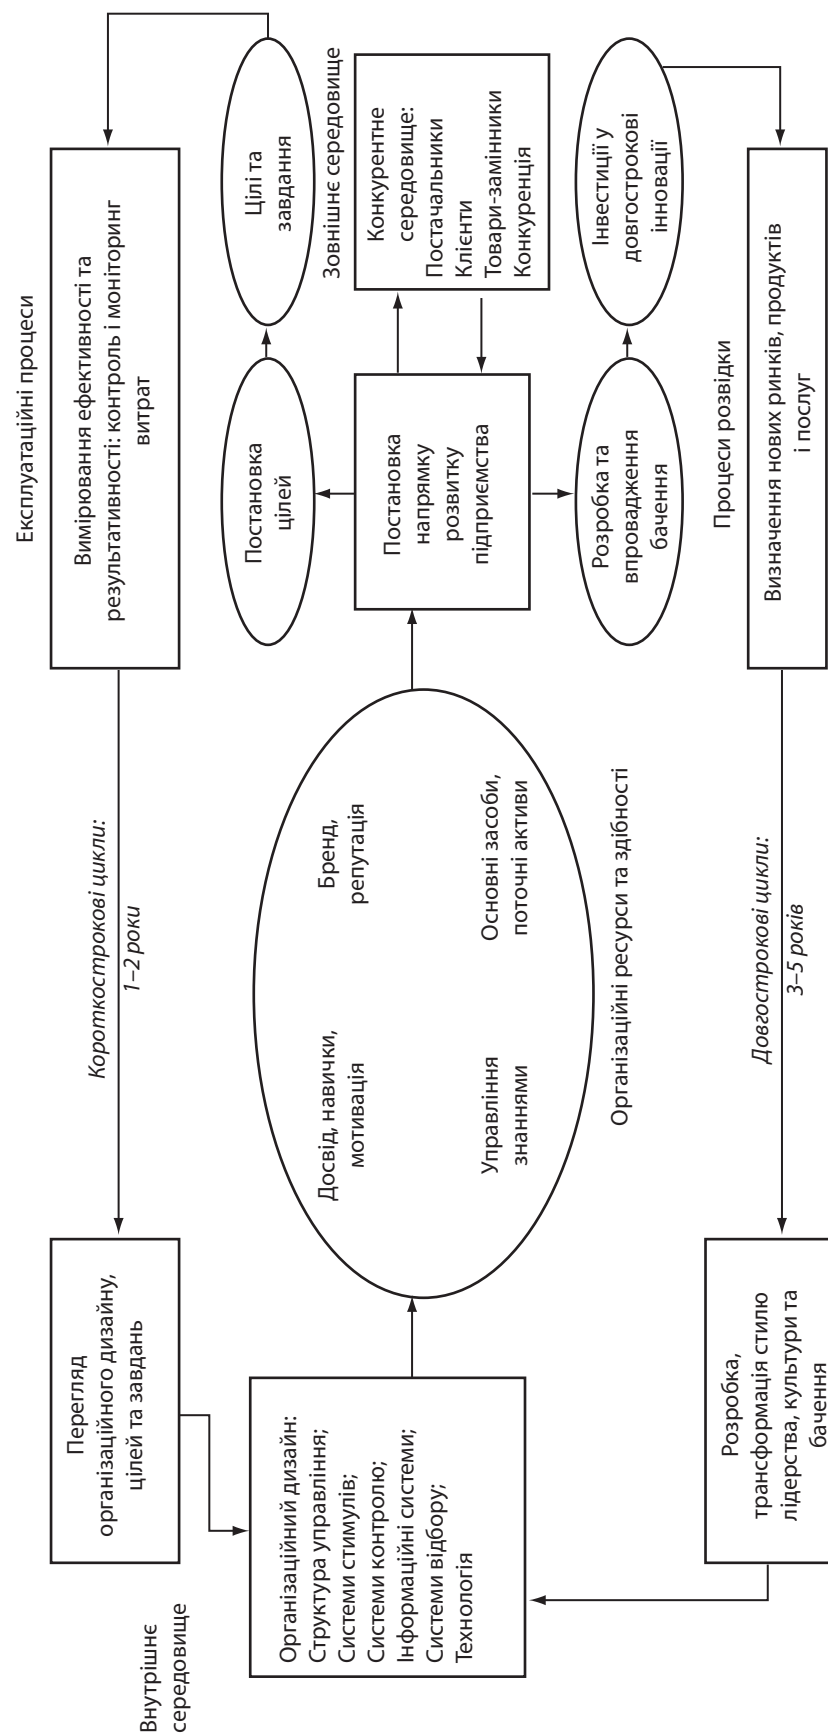 Експлуатаційні процеси
Вимірювання ефективності та
результативності: контроль і моніторинг
витрат
Короткострокові цикли:
1–2 роки
Перегляд
організаційного дизайну,
цілей та завдань
Внутрішнє
середовище
Цілі та
завдання
Постановка
цілей
Зовнішнє середовище
Конкурентне
середовище:
Постачальники
Клієнти
Товари-замінники
Конкуренція
Постановка
напрямку
розвитку
підприємства
Бренд,
репутація
Досвід, навички,
мотивація
Основні засоби,
поточні активи
Управління
знаннями
Організаційні ресурси та здібності
Організаційний дизайн:
Структура управління;
Системи стимулів;
Системи контролю;
Інформаційні системи;
Системи відбору;
Технологія
Інвестиції у
довгострокові
інновації
Розробка та
впровадження
бачення
Процеси розвідки
Визначення нових ринків, продуктів
і послуг
Довгострокові цикли:
3–5 років
Розробка,
трансформація стилю
лідерства, культури та
бачення